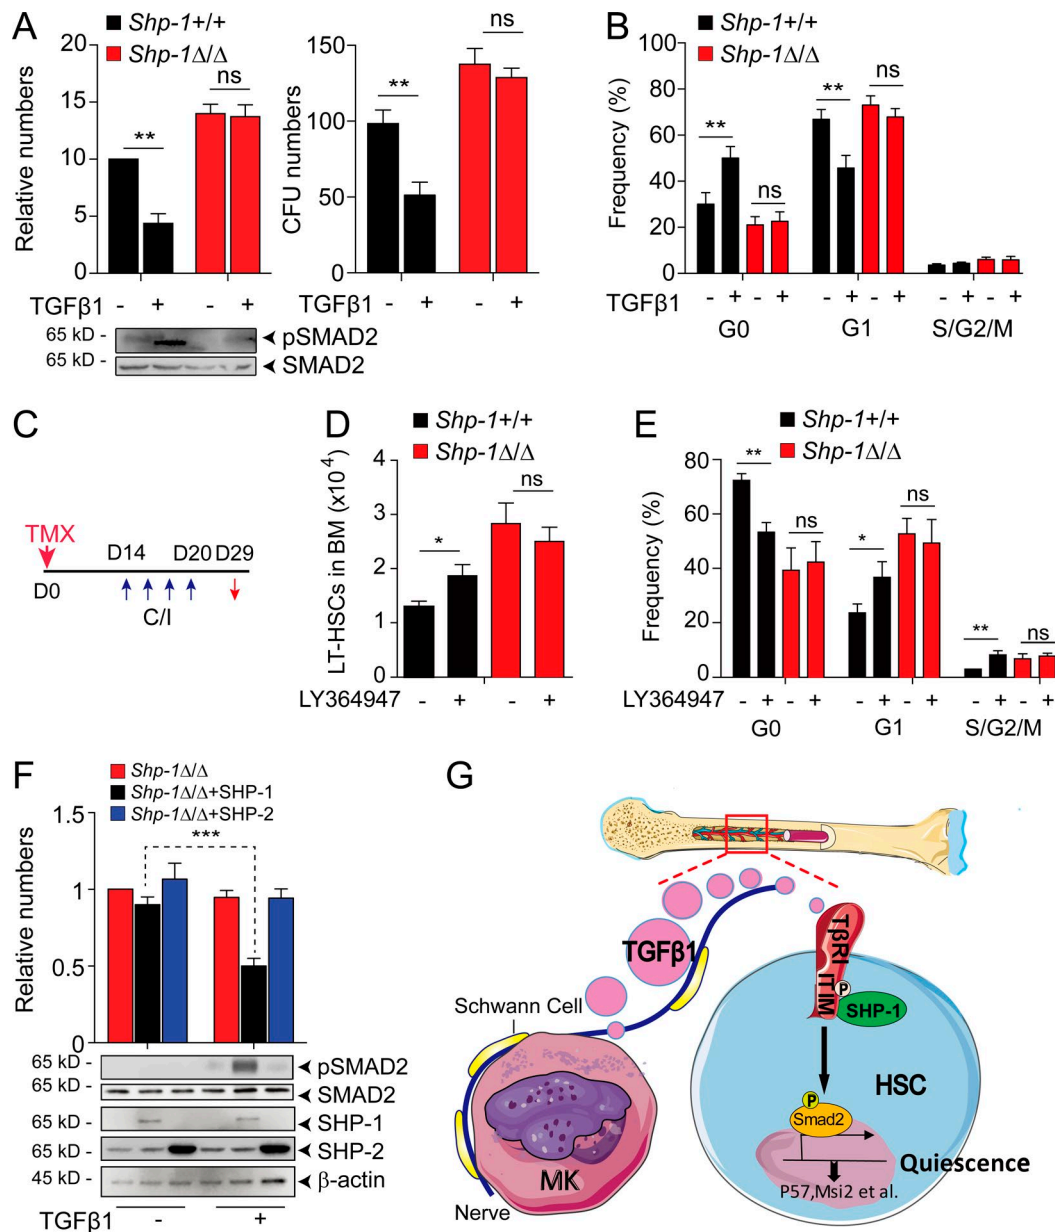 A
Shp-1+/+
Shp-1Δ/Δ
Relative numbers
20
15
10
5
0
**
ns
TGFβ1
- + - +
65 kD -
pSMAD2
65 kD -
SMAD2
CFU numbers
150
100
50
0
**
ns
TGFβ1
- + - +
B
Shp-1+/+
Shp-1Δ/Δ
Frequency (%)
100
80
60
40
20
0
**
ns
**
ns
TGFβ1
- + - + - + - + - + - +
G0
G1
S/G2/M
C
TMX
D0
D14
D20
D29
C/I
D
Shp-1+/+
Shp-1Δ/Δ
LT-HSCs in BM (x10⁴)
4
3
2
1
0
*
ns
LY364947
- + - +
E
Shp-1+/+
Shp-1Δ/Δ
Frequency (%)
80
60
40
20
0
**
ns
*
ns
**
ns
LY364947
- + - + - + - + - + - +
G0
G1
S/G2/M
F
Shp-1Δ/Δ
Shp-1Δ/Δ+SHP-1
Shp-1Δ/Δ+SHP-2
Relative numbers
1.5
1
0.5
0
***
65 kD -
pSMAD2
65 kD -
SMAD2
65 kD -
SHP-1
65 kD -
SHP-2
45 kD -
β-actin
TGFβ1
- +
G
TGFβ1
Schwann Cell
MK
Nerve
TβRI
ITIM
P
SHP-1
HSC
P
Smad2
Quiescence
P57,Msi2 et al.